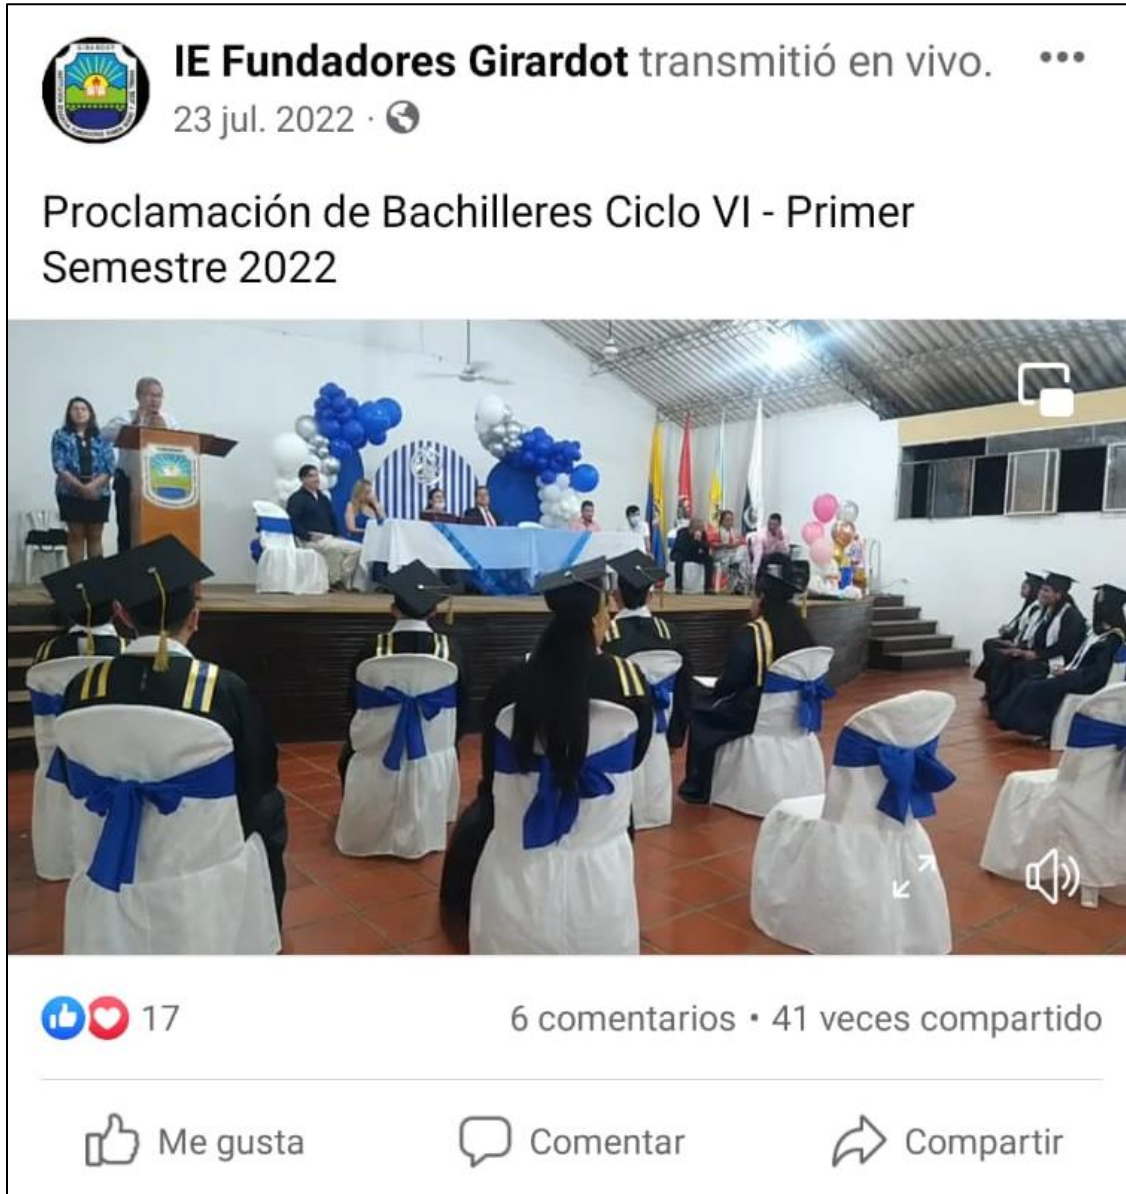 IE Fundadores Girardot transmitió en vivo.
23 jul. 2022 ·
Proclamación de Bachilleres Ciclo VI - Primer
Semestre 2022
17
6 comentarios • 41 veces compartido
Me gusta
Comentar
Compartir